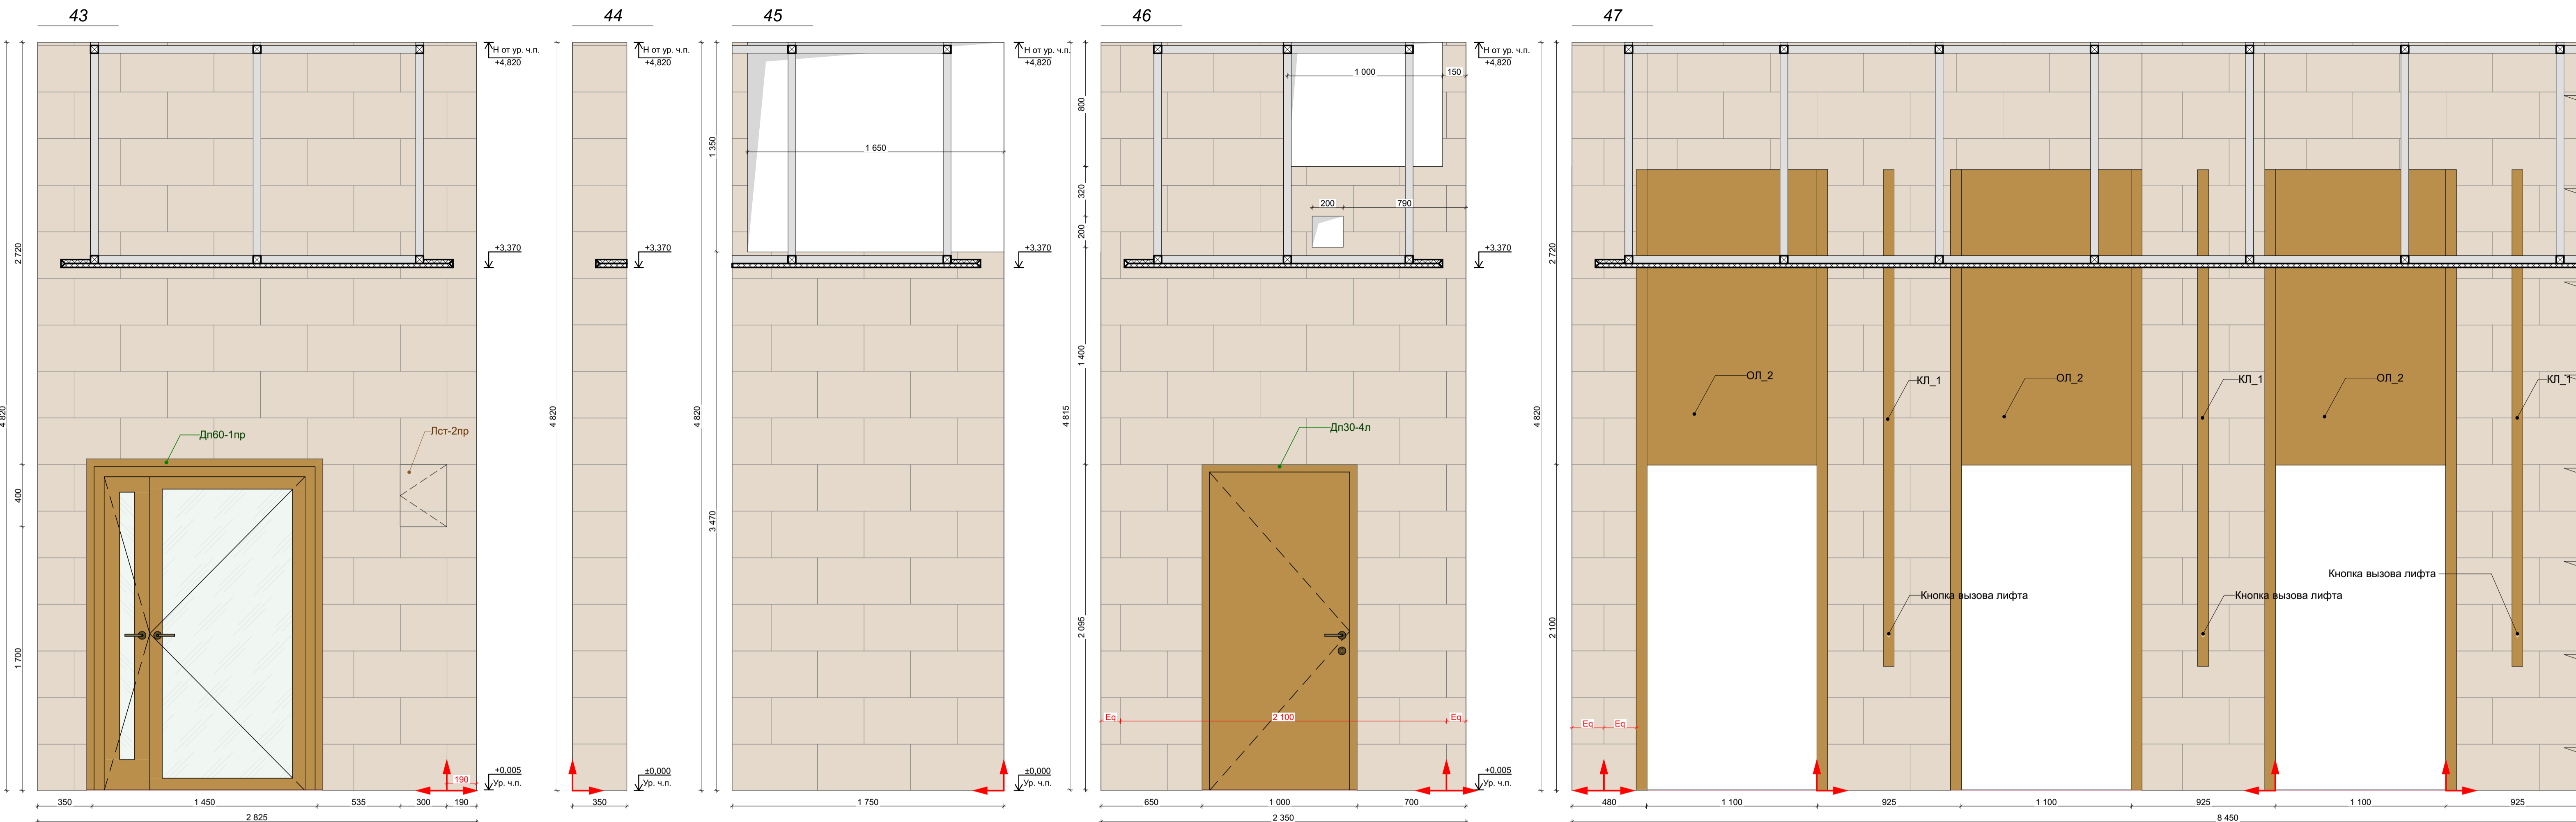 43
44
45
46
47
Н от ур. ч.п.
+4,820
Н от ур. ч.п.
+4,820
Н от ур. ч.п.
+4,820
Н от ур. ч.п.
+4,820
+3,370
+3,370
+3,370
+3,370
4 820
2 720
400
1 700
Дп60-1пр
Лст-2пр
190
+0,005
Ур. ч.п.
350
1 450
535
300
190
2 825
4 820
±0,000
Ур. ч.п.
350
4 820
1 350
3 470
1 650
±0,000
Ур. ч.п.
1 750
4 815
800
320
200
1 400
2 095
1 000
150
200
790
Дп30-4л
Eq
2 100
Eq
+0,005
Ур. ч.п.
650
1 000
700
2 350
4 820
2 720
2 100
ОЛ_2
КЛ_1
ОЛ_2
КЛ_1
ОЛ_2
КЛ_1
Кнопка вызова лифта
Кнопка вызова лифта
Кнопка вызова лифта
Eq
Eq
480
1 100
925
1 100
925
1 100
925
8 450